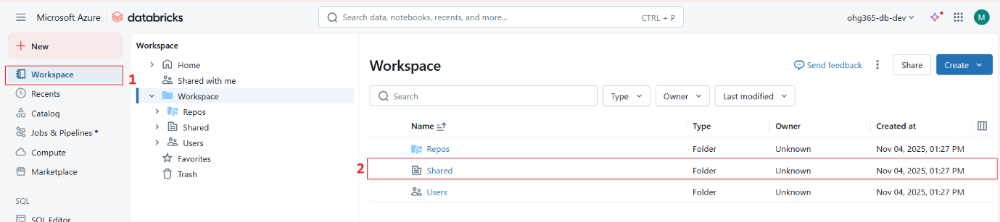 Microsoft Azure databricks Search data, notebooks, recents, and more... CTRL + P ohg365-db-dev M
New
Workspace 1
Recents
Catalog
Jobs & Pipelines
Compute
Marketplace
SQL
SQL Editor
Workspace
Home
Shared with me
Workspace
Repos
Shared
Users
Favorites
Trash
Workspace Send feedback Share Create
Search Type Owner Last modified
Name Type Owner Created at
Repos Folder Unknown Nov 04, 2025, 01:27 PM
2 Shared Folder Unknown Nov 04, 2025, 01:27 PM
Users Folder Unknown Nov 04, 2025, 01:27 PM